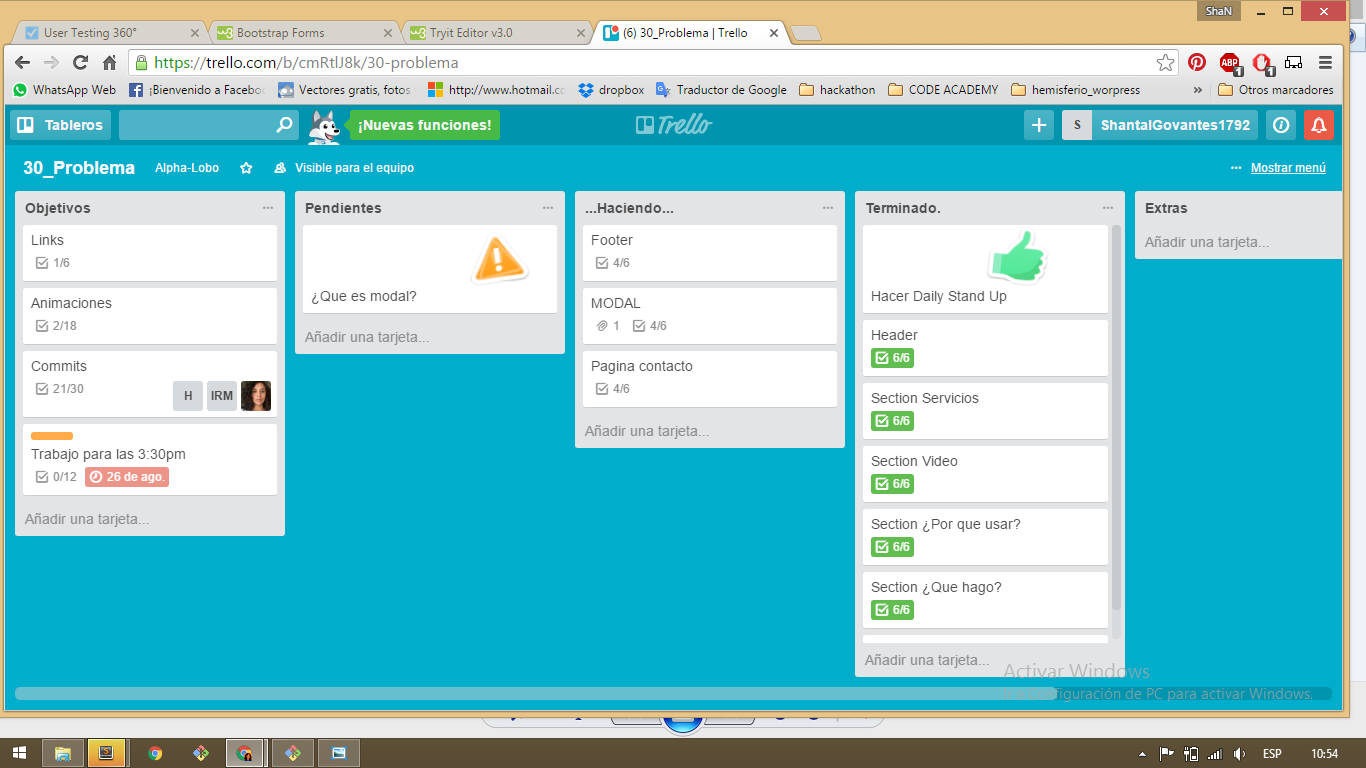 ShaN
User Testing 360°
Bootstrap Forms
Tryit Editor v3.0
(6) 30_Problema | Trello
https://trello.com/b/cmRtlJ8k/30-problema
ABP
1
1
WhatsApp Web
¡Bienvenido a Facebo
Vectores gratis, fotos
http://www.hotmail.co
dropbox
Traductor de Google
hackathon
CODE ACADEMY
hemisferio_worpress
»
Otros marcadores
Tableros
¡Nuevas funciones!
Trello
S
ShantalGovantes1792
30_Problema
Alpha-Lobo
Visible para el equipo
Mostrar menú
Objetivos
Links
1/6
Animaciones
2/18
Commits
21/30
H
IRM
Trabajo para las 3:30pm
0/12
26 de ago.
Añadir una tarjeta...
Pendientes
¿Que es modal?
Añadir una tarjeta...
...Haciendo...
Footer
4/6
MODAL
1
4/6
Pagina contacto
4/6
Añadir una tarjeta...
Terminado.
Hacer Daily Stand Up
Header
6/6
Section Servicios
6/6
Section Video
6/6
Section ¿Por que usar?
6/6
Section ¿Que hago?
6/6
Añadir una tarjeta...
Extras
Añadir una tarjeta...
Activar Windows
configuración de PC para activar Windows.
ESP
10:54